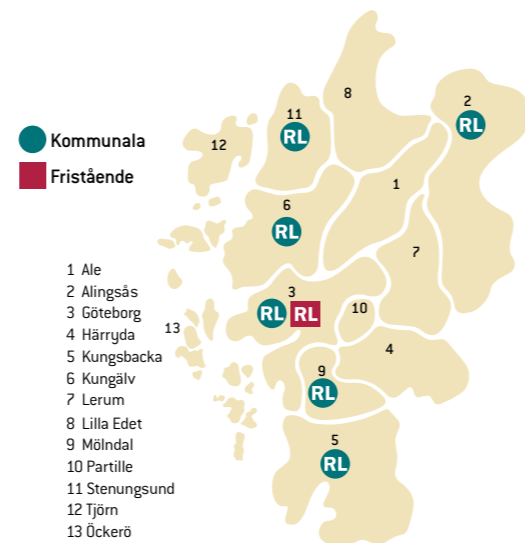 8
2
11
RL
RL
Kommunala
12
Fristående
1
6
RL
7
1 Ale
2 Alingsås
3 Göteborg
4 Härryda
5 Kungsbacka
6 Kungälv
7 Lerum
8 Lilla Edet
9 Mölndal
10 Partille
11 Stenungsund
12 Tjörn
13 Öckerö
3
RL RL
10
13
4
9
RL
5
RL